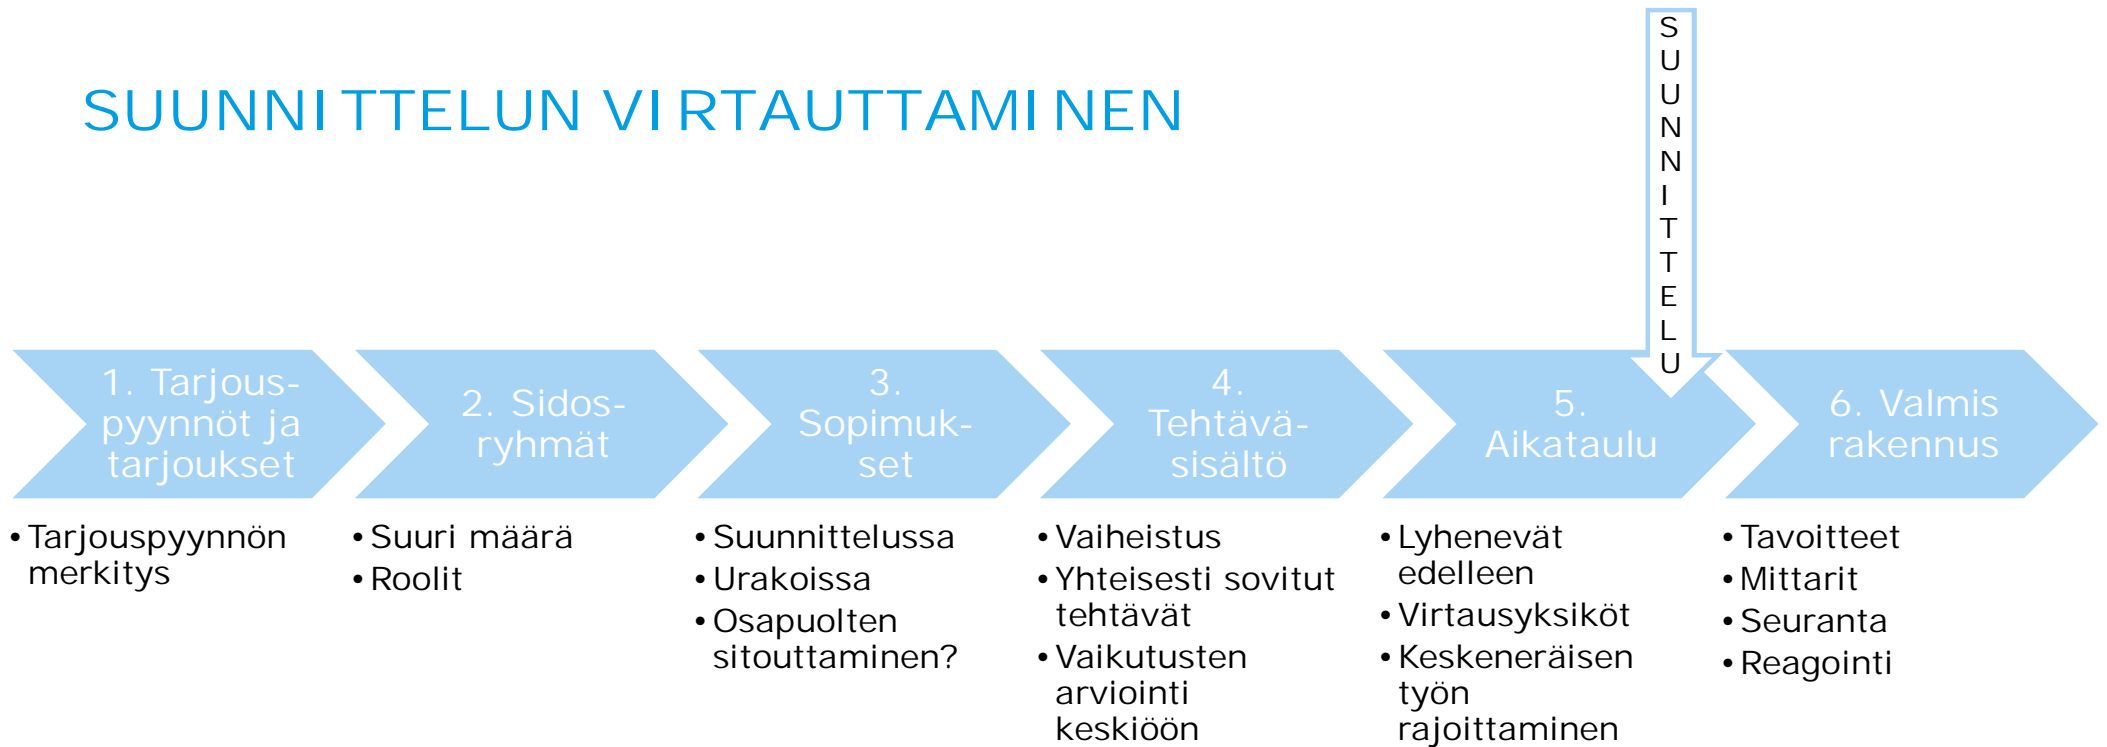 SUUNNITTELUN VIRTAUTTAMINEN
S
U
U
N
N
I
T
T
E
L
U
1. Tarjous-
pyynnöt ja
tarjoukset
2. Sidos-
ryhmät
3.
Sopimuk-
set
4.
Tehtävä-
sisältö
5.
Aikataulu
6. Valmis
rakennus
• Tarjouspyynnön
merkitys
• Suuri määrä
• Roolit
• Suunnittelussa
• Urakoissa
• Osapuolten
sitouttaminen?
• Vaiheistus
• Yhteisesti sovitut
tehtävät
• Vaikutusten
arviointi
keskiöön
• Lyhenevät
edelleen
• Virtausyksiköt
• Keskeneräisen
työn
rajoittaminen
• Tavoitteet
• Mittarit
• Seuranta
• Reagointi